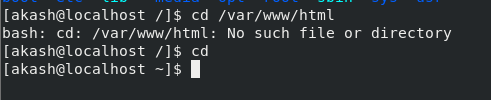 [akash@localhost /]$ cd /var/www/html
bash: cd: /var/www/html: No such file or directory
[akash@localhost /]$ cd
[akash@localhost ~]$